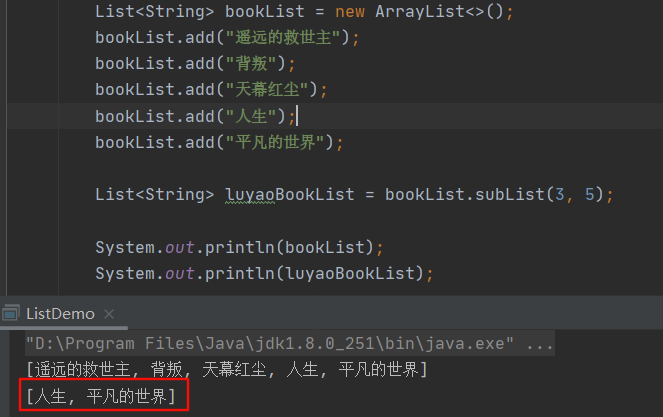 List<String> bookList = new ArrayList<>();
bookList.add("遥远的救世主");
bookList.add("背叛");
bookList.add("天幕红尘");
bookList.add("人生");
bookList.add("平凡的世界");
List<String> luyaoBookList = bookList.subList(3, 5);
System.out.println(bookList);
System.out.println(luyaoBookList);
ListDemo ×
"D:\Program Files\Java\jdk1.8.0_251\bin\java.exe" ...
[遥远的救世主, 背叛, 天幕红尘, 人生, 平凡的世界]
[人生, 平凡的世界]